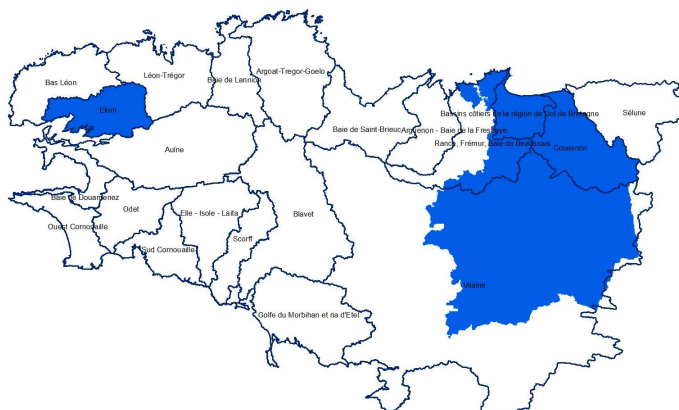 Léon-Trégor
Bas Léon
Baie de Lannion
Argoat-Tregor-Goelo
Elorn
Sélune
Bassins côtiers de la région de Dol de Bretagne
Baie de Saint-Brieuc
Arguenon - Baie de la Fresnaye
Rance, Frémur, Baie de Beaussais
Couesnon
Aulne
Baie de Douarnenez
Odet
Elle - Isole - Laita
Blavet
Ouest Cornouaille
Scorff
Sud Cornouaille
Vilaine
Golfe du Morbihan et ria d'Etel